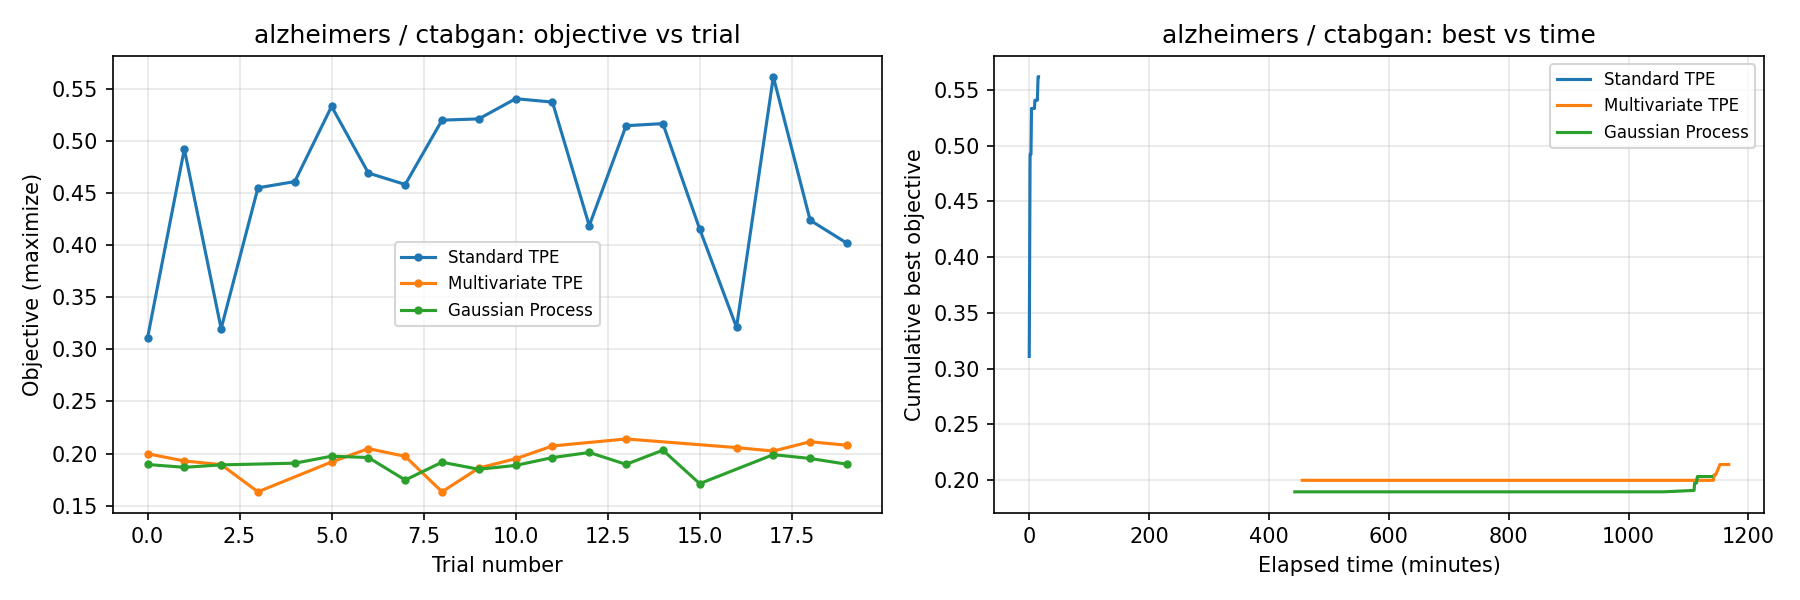 alzheimers / ctabgan: objective vs trial
Objective (maximize)
0.55
0.50
0.45
0.40
0.35
0.30
0.25
0.20
0.15
Standard TPE
Multivariate TPE
Gaussian Process
0.0 2.5 5.0 7.5 10.0 12.5 15.0 17.5
Trial number
alzheimers / ctabgan: best vs time
Cumulative best objective
0.55
0.50
0.45
0.40
0.35
0.30
0.25
0.20
Standard TPE
Multivariate TPE
Gaussian Process
0 200 400 600 800 1000 1200
Elapsed time (minutes)